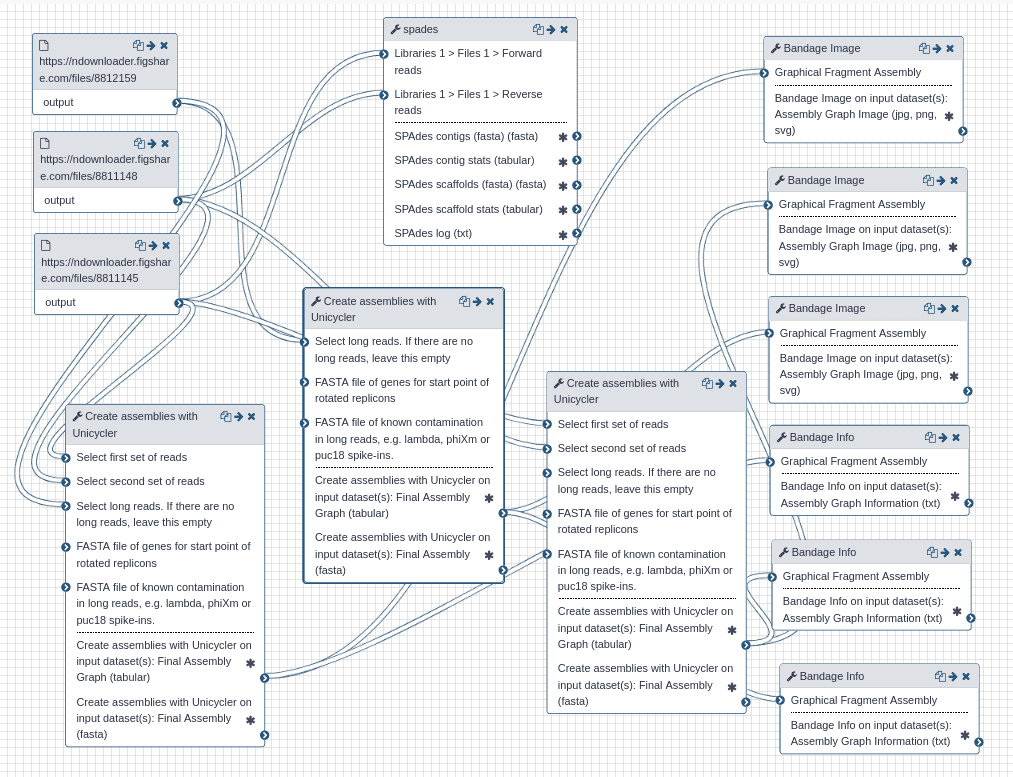 https://ndownloader.figshar
e.com/files/8812159
output
https://ndownloader.figshar
e.com/files/8811148
output
https://ndownloader.figshar
e.com/files/8811145
output
spades
Libraries 1 > Files 1 > Forward
reads
Libraries 1 > Files 1 > Reverse
reads
SPAdes contigs (fasta) (fasta)
SPAdes contig stats (tabular)
SPAdes scaffolds (fasta) (fasta)
SPAdes scaffold stats (tabular)
SPAdes log (txt)
Create assemblies with
Unicycler
Select long reads. If there are no
long reads, leave this empty
FASTA file of genes for start point of
rotated replicons
FASTA file of known contamination
in long reads, e.g. lambda, phiXm or
puc18 spike-ins.
Create assemblies with Unicycler on
input dataset(s): Final Assembly
Graph (tabular)
Create assemblies with Unicycler on
input dataset(s): Final Assembly
(fasta)
Create assemblies with
Unicycler
Select first set of reads
Select second set of reads
Select long reads. If there are no
long reads, leave this empty
FASTA file of genes for start point of
rotated replicons
FASTA file of known contamination
in long reads, e.g. lambda, phiXm or
puc18 spike-ins.
Create assemblies with Unicycler on
input dataset(s): Final Assembly
Graph (tabular)
Create assemblies with Unicycler on
input dataset(s): Final Assembly
(fasta)
Create assemblies with
Unicycler
Select first set of reads
Select second set of reads
Select long reads. If there are no
long reads, leave this empty
FASTA file of genes for start point of
rotated replicons
FASTA file of known contamination
in long reads, e.g. lambda, phiXm or
puc18 spike-ins.
Create assemblies with Unicycler on
input dataset(s): Final Assembly
Graph (tabular)
Create assemblies with Unicycler on
input dataset(s): Final Assembly
(fasta)
Bandage Image
Graphical Fragment Assembly
Bandage Image on input dataset(s):
Assembly Graph Image (jpg, png,
svg)
Bandage Image
Graphical Fragment Assembly
Bandage Image on input dataset(s):
Assembly Graph Image (jpg, png,
svg)
Bandage Image
Graphical Fragment Assembly
Bandage Image on input dataset(s):
Assembly Graph Image (jpg, png,
svg)
Bandage Info
Graphical Fragment Assembly
Bandage Info on input dataset(s):
Assembly Graph Information (txt)
Bandage Info
Graphical Fragment Assembly
Bandage Info on input dataset(s):
Assembly Graph Information (txt)
Bandage Info
Graphical Fragment Assembly
Bandage Info on input dataset(s):
Assembly Graph Information (txt)